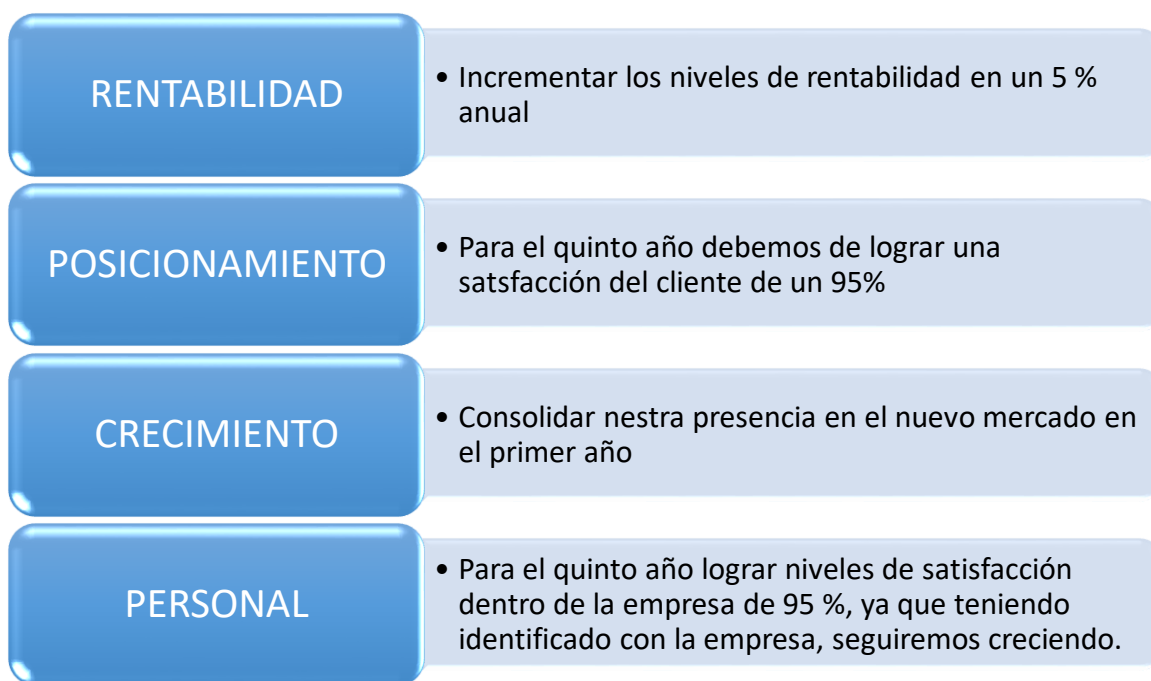 RENTABILIDAD
• Incrementar los niveles de rentabilidad en un 5 %
anual
POSICIONAMIENTO
• Para el quinto año debemos de lograr una
satsfacción del cliente de un 95%
CRECIMIENTO
• Consolidar nestra presencia en el nuevo mercado en
el primer año
PERSONAL
• Para el quinto año lograr niveles de satisfacción
dentro de la empresa de 95 %, ya que teniendo
identificado con la empresa, seguiremos creciendo.